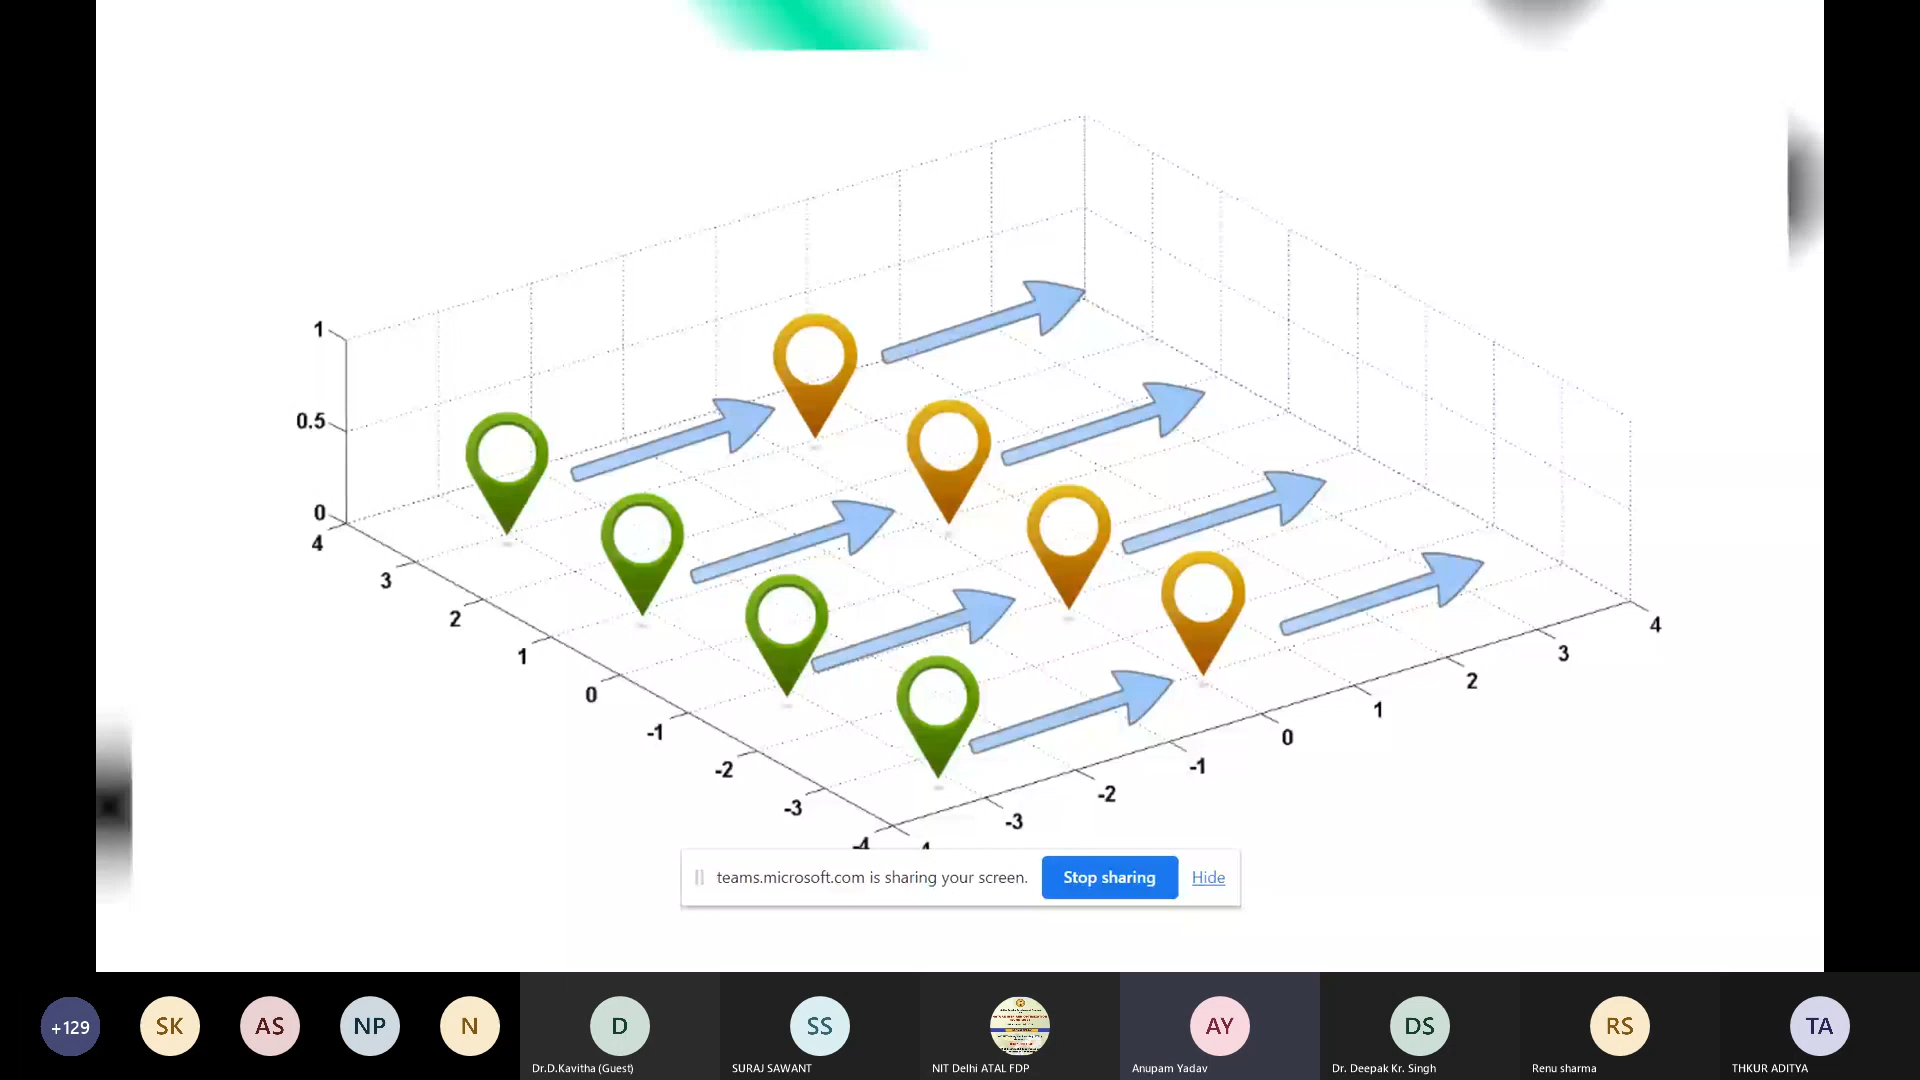 1
0.5
0
4
3
2
1
0
-1
-2
-3
-4
-3
-2
-1
0
1
2
3
4
teams.microsoft.com is sharing your screen.
Stop sharing
Hide
+129
SK
AS
NP
N
D
SS
AY
DS
RS
TA
Dr.D.Kavitha (Guest)
SURAJ SAWANT
NIT Delhi ATAL FDP
Anupam Yadav
Dr. Deepak Kr. Singh
Renu sharma
THKUR ADITYA